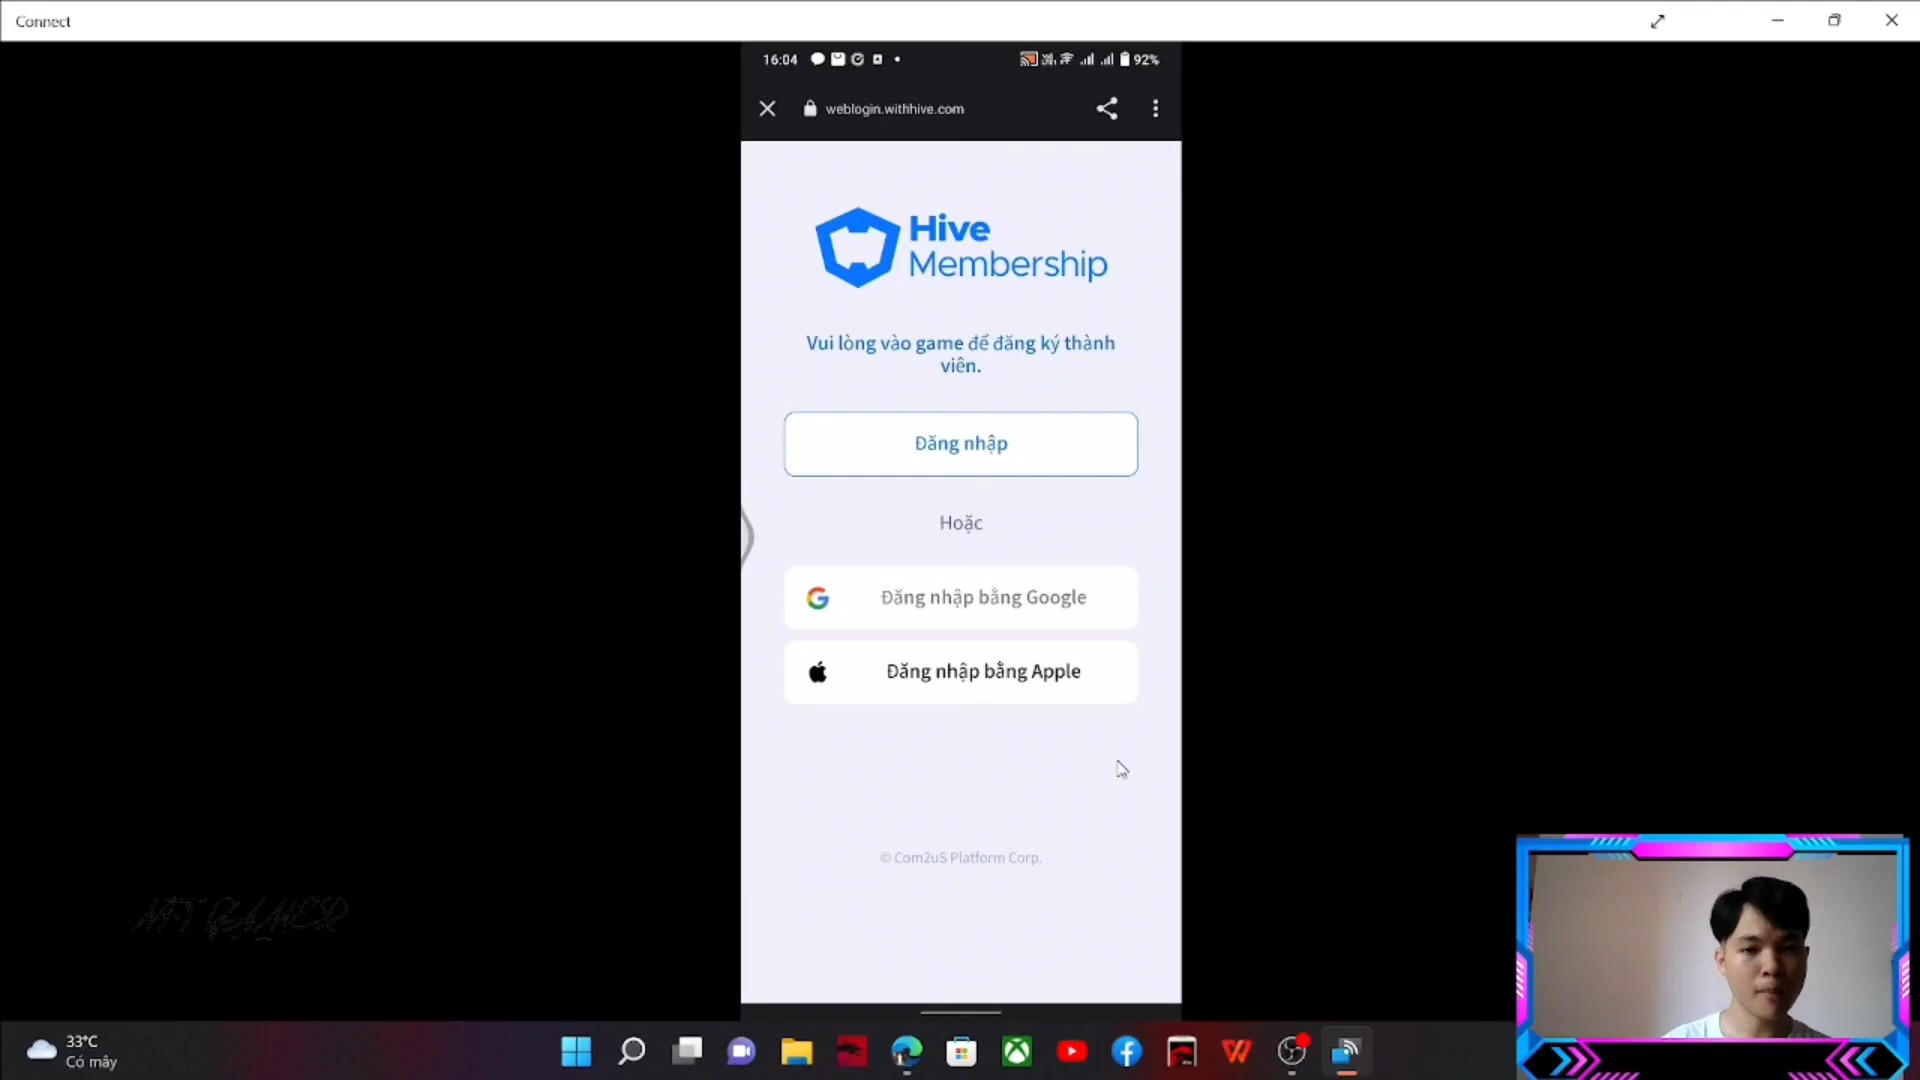 Connect
16:04
92%
weblogin.withhive.com
Hive
Membership
Vui lòng vào game để đăng ký thành
viên.
Đăng nhập
Hoặc
Đăng nhập bằng Google
Đăng nhập bằng Apple
© Com2uS Platform Corp.
33°C
Có mây